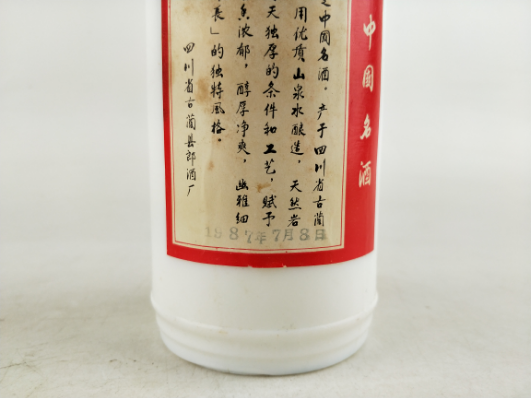 中国名酒
是中国名酒，产于四川省古蔺
用优质山泉水酿造，天然岩
天独厚的条件和工艺，赋予
浓郁，醇厚净爽，幽雅细
長」的独特风格。
四川省古蔺县郎酒厂
1987年7月8日